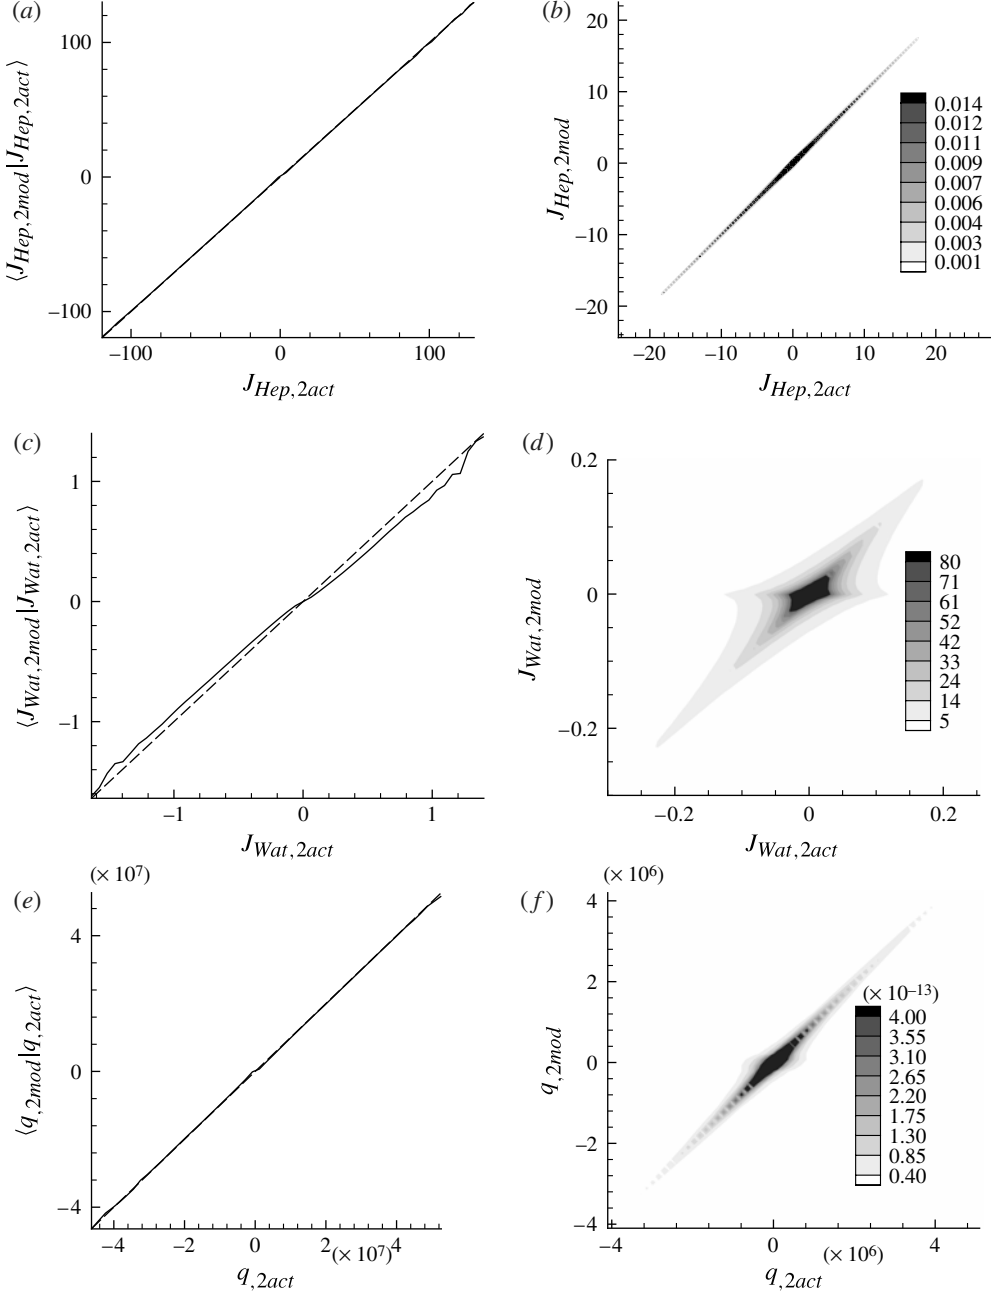 (a)
100
0
−100
−100 0 100
⟨J_{Hep,2mod}|J_{Hep,2act}⟩
J_{Hep,2act}
(b)
20
10
0
−10
−20
−20 −10 0 10 20
J_{Hep,2mod}
J_{Hep,2act}
0.014
0.012
0.011
0.009
0.007
0.006
0.004
0.003
0.001
(c)
1
0
−1
−1 0 1
⟨J_{Wat,2mod}|J_{Wat,2act}⟩
J_{Wat,2act}
(d)
0.2
0
−0.2
−0.2 0 0.2
J_{Wat,2mod}
J_{Wat,2act}
80
71
61
52
42
33
24
14
5
(e)
(× 10^7)
4
0
−4
−4 −2 0 2 4
(× 10^7)
⟨q_{,2mod}|q_{,2act}⟩
q_{,2act}
(f)
(× 10^6)
4
2
0
−2
−4
−4 0 4
(× 10^6)
q_{,2mod}
q_{,2act}
(× 10^{−13})
4.00
3.55
3.10
2.65
2.20
1.75
1.30
0.85
0.40